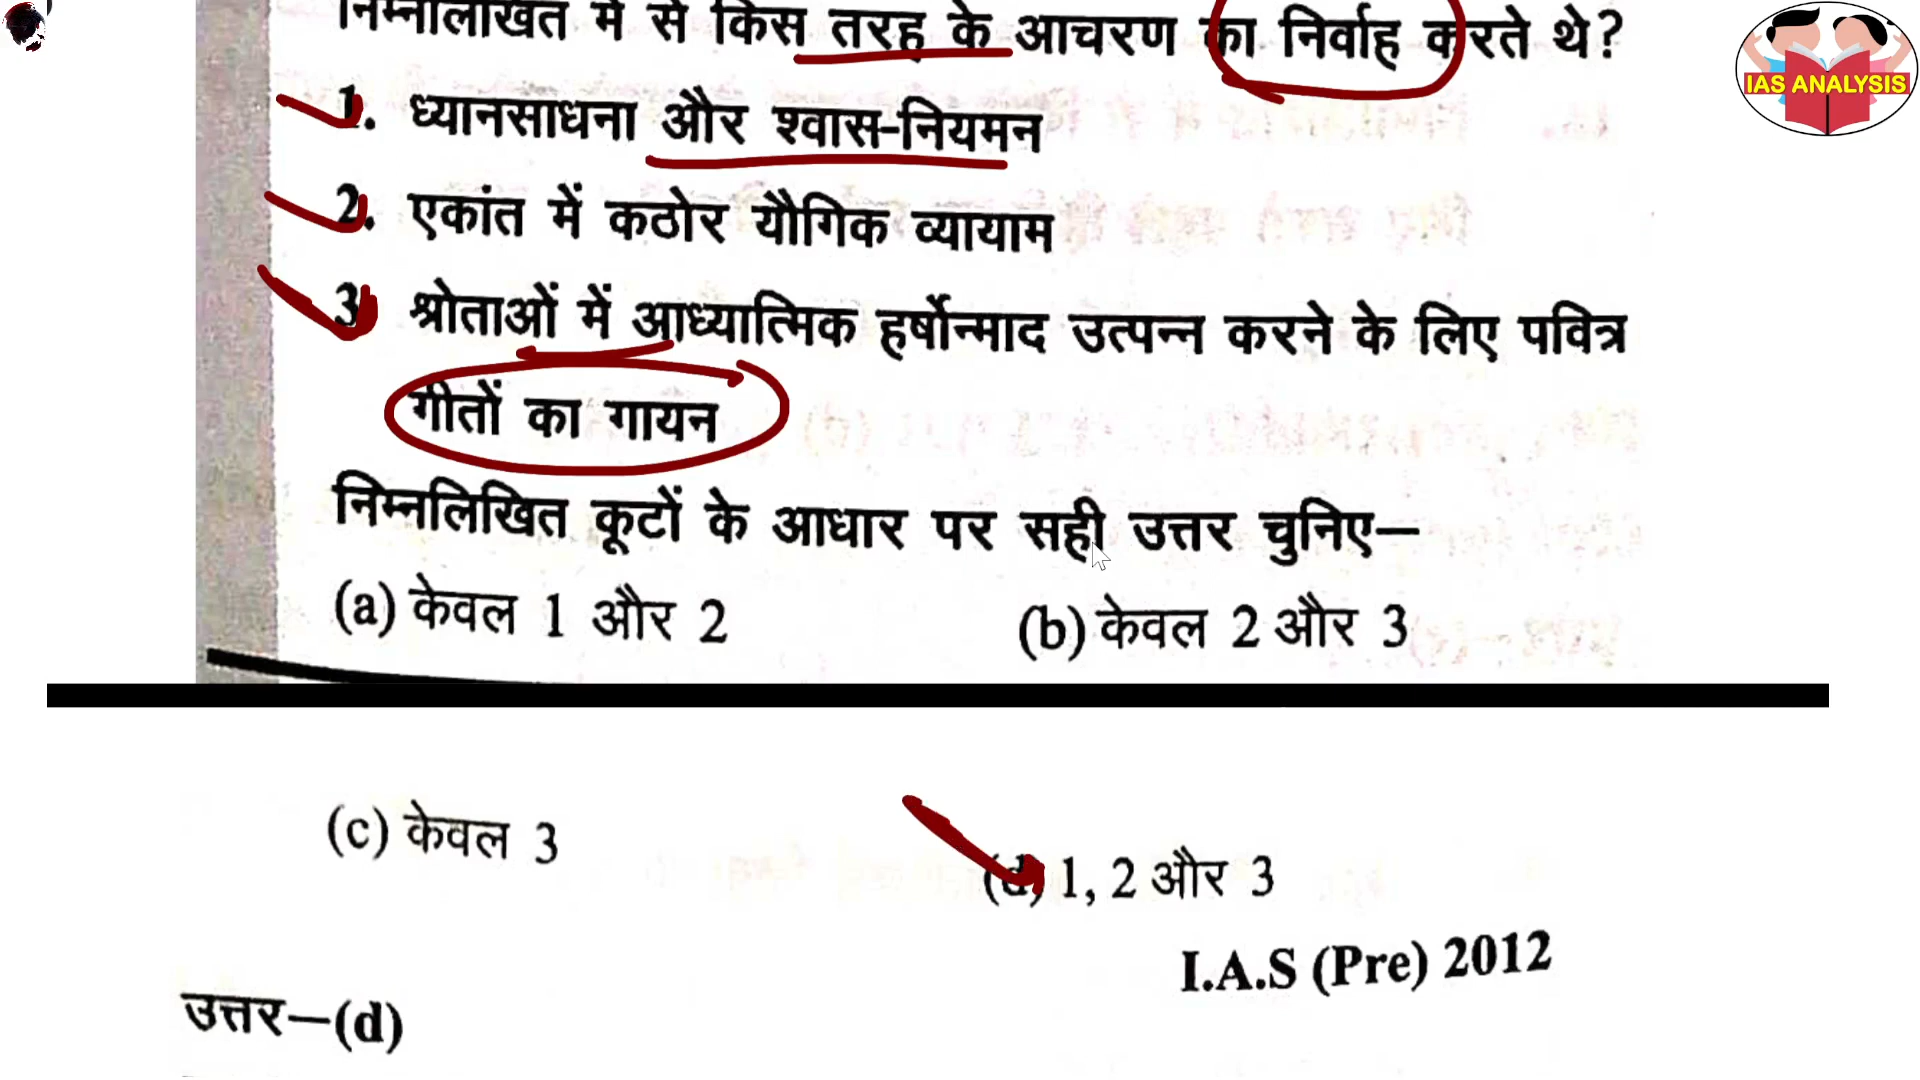 निम्नलिखित में से किस तरह के आचरण का निर्वाह करते थे?
IAS ANALYSIS
1. ध्यानसाधना और श्वास-नियमन
2. एकांत में कठोर यौगिक व्यायाम
3. श्रोताओं में आध्यात्मिक हर्षोन्माद उत्पन्न करने के लिए पवित्र
गीतों का गायन
निम्नलिखित कूटों के आधार पर सही उत्तर चुनिए—
(a) केवल 1 और 2 (b) केवल 2 और 3
(c) केवल 3 (d) 1, 2 और 3
I.A.S (Pre) 2012
उत्तर—(d)